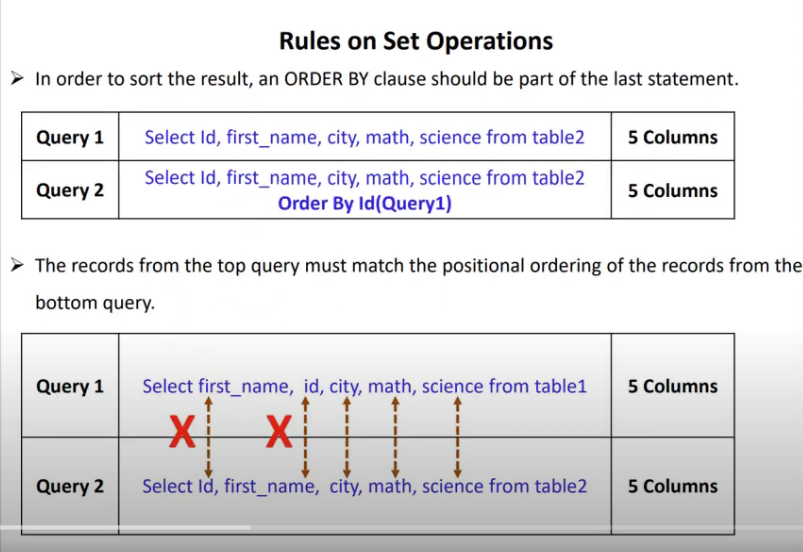 Rules on Set Operations
➢ In order to sort the result, an ORDER BY clause should be part of the last statement.
Query 1 Select Id, first_name, city, math, science from table2 5 Columns
Query 2 Select Id, first_name, city, math, science from table2 5 Columns
Order By Id(Query1)
➢ The records from the top query must match the positional ordering of the records from the
bottom query.
Query 1 Select first_name, id, city, math, science from table1 5 Columns
X X
Query 2 Select Id, first_name, city, math, science from table2 5 Columns